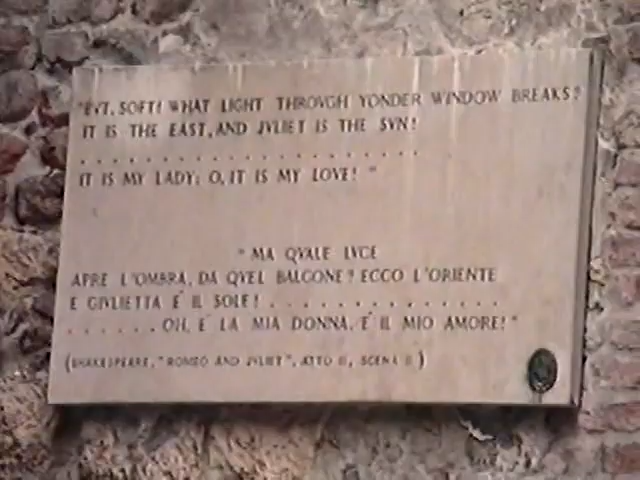 "BVT, SOFT! WHAT LIGHT THROVGH YONDER WINDOW BREAKS?
IT IS THE EAST, AND JVLIET IS THE SVN!
. . . . . . . . . . . . . . . . . . . . . . .
IT IS MY LADY; O, IT IS MY LOVE! "
" MA QVALE LVCE
APRE L'OMBRA, DA QVEL BALCONE? ECCO L'ORIENTE
E GIVLIETTA E' IL SOLE! . . . . . . . . . . . . . . .
. . . . . . OH, E' LA MIA DONNA, E' IL MIO AMORE! "
(SHAKESPEARE, "ROMEO AND JVLIET", ATTO II, SCENA II)